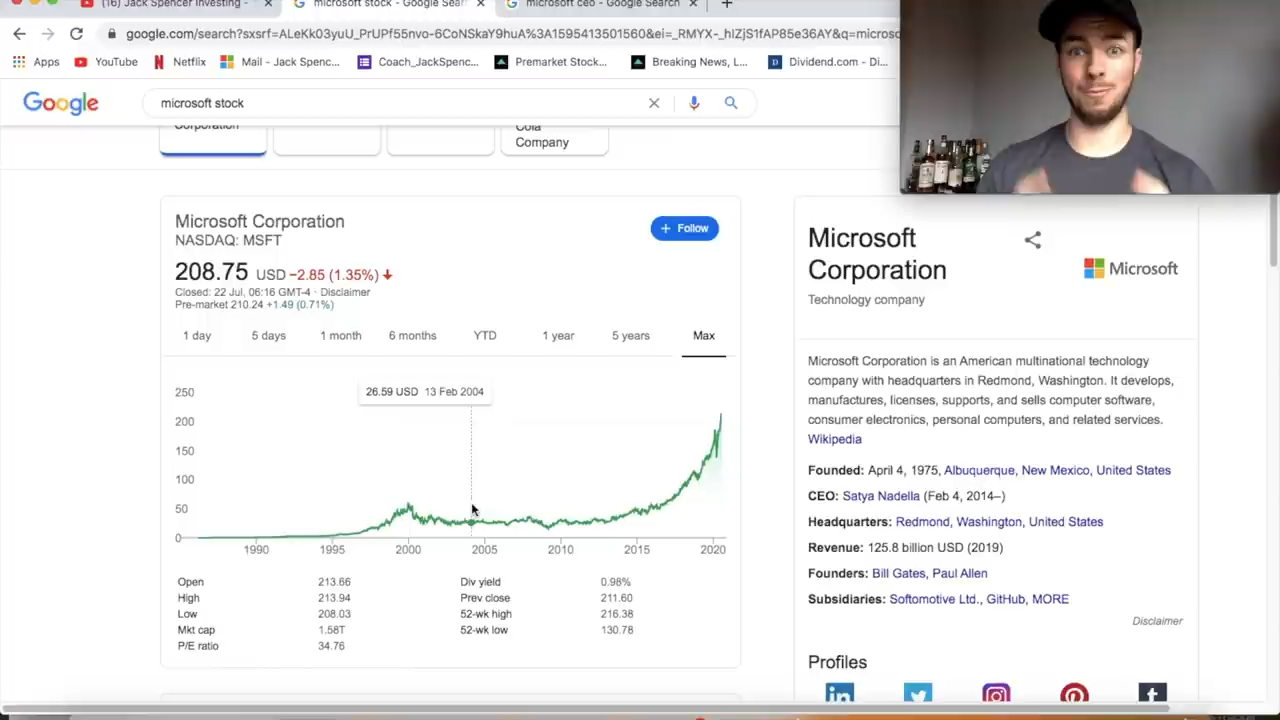 (16) Jack Spencer Investing -
microsoft stock - Google Search
microsoft ceo - Google Search
google.com/search?sxsrf=ALeKk03yuU_PrUPf55nvo-6CoNSkaY9huA%3A1595413501560&ei=_RMYX-_hIZjS1fAP85e36AY&q=microso
Apps
YouTube
Netflix
Mail - Jack Spenc...
Coach_JackSpenc...
Premarket Stock...
Breaking News, L...
Dividend.com - Di...
Google
microsoft stock
Corporation
Cola
Company
Microsoft Corporation
NASDAQ: MSFT
+ Follow
208.75 USD −2.85 (1.35%)
Closed: 22 Jul, 06:16 GMT-4 · Disclaimer
Pre-market 210.24 +1.49 (0.71%)
1 day 5 days 1 month 6 months YTD 1 year 5 years Max
26.59 USD 13 Feb 2004
250
200
150
100
50
0
1990 1995 2000 2005 2010 2015 2020
Open 213.66 Div yield 0.98%
High 213.94 Prev close 211.60
Low 208.03 52-wk high 216.38
Mkt cap 1.58T 52-wk low 130.78
P/E ratio 34.76
Microsoft
Corporation
Microsoft
Technology company
Microsoft Corporation is an American multinational technology
company with headquarters in Redmond, Washington. It develops,
manufactures, licenses, supports, and sells computer software,
consumer electronics, personal computers, and related services.
Wikipedia
Founded: April 4, 1975, Albuquerque, New Mexico, United States
CEO: Satya Nadella (Feb 4, 2014–)
Headquarters: Redmond, Washington, United States
Revenue: 125.8 billion USD (2019)
Founders: Bill Gates, Paul Allen
Subsidiaries: Softomotive Ltd., GitHub, MORE
Disclaimer
Profiles